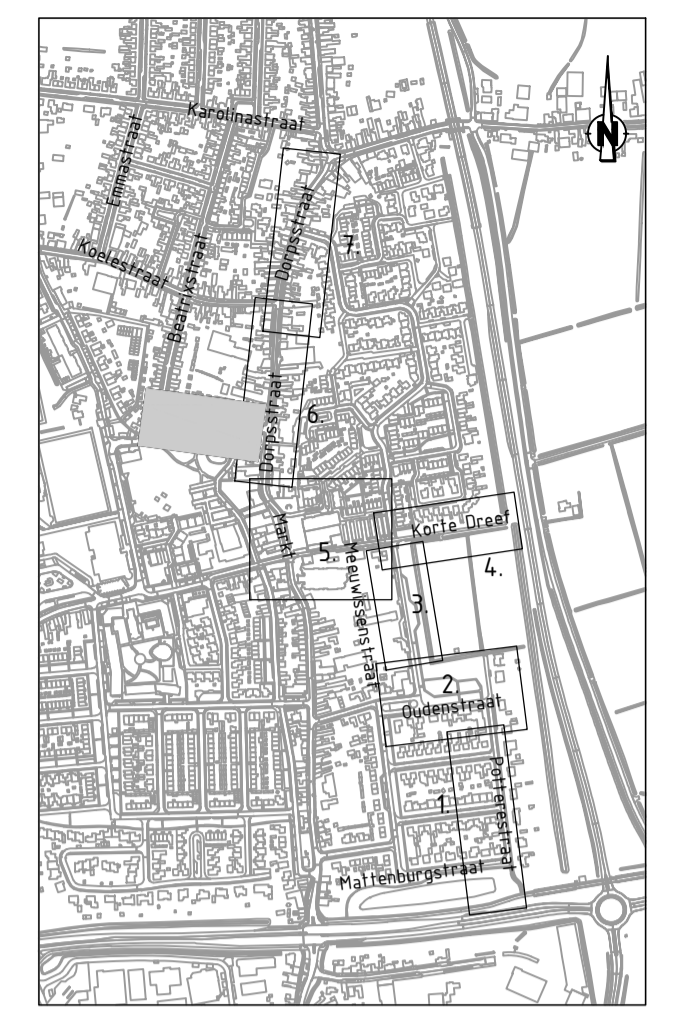 Karolinastraat
N
Emmastraat
Dorpsstraat
7.
Koelestraat
Beatrixstraat
Dorpsstraat
6.
Markt
Korte Dreef
5.
Meeuwissenstraat
4.
3.
2.
Oudenstraat
Potterestraat
1.
Mattenburgstraat